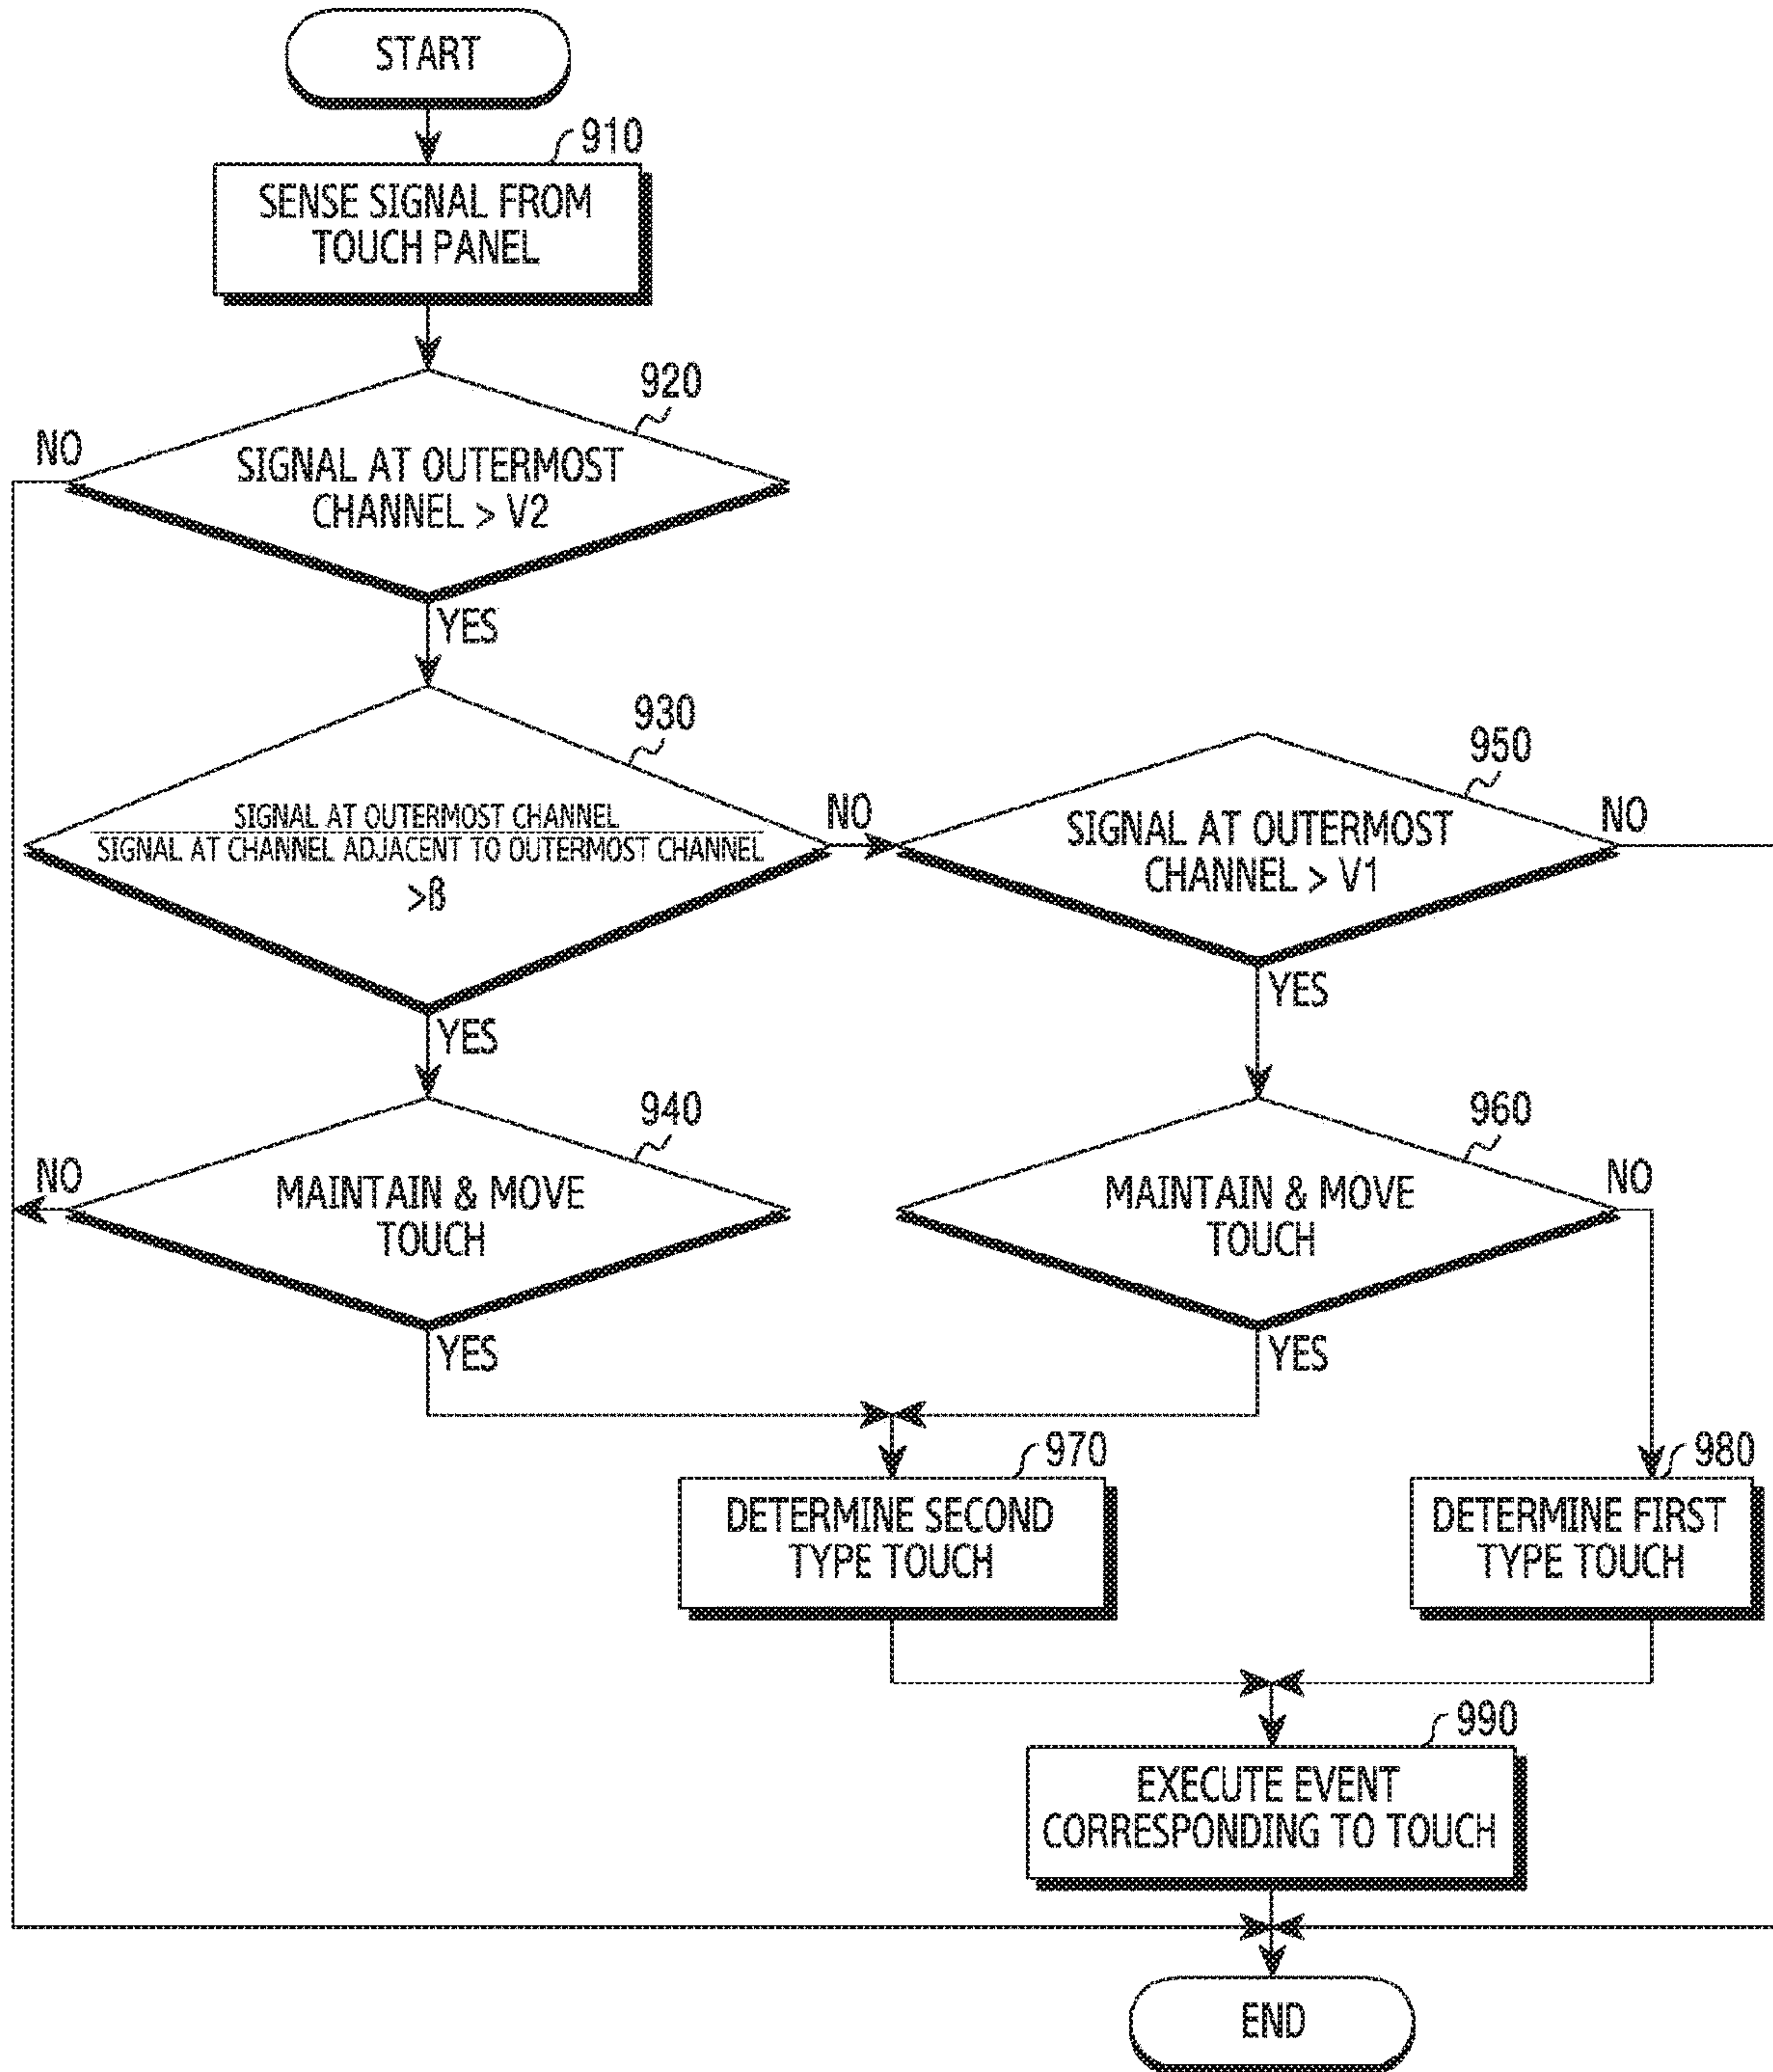 START
910
SENSE SIGNAL FROM
TOUCH PANEL
920
NO
SIGNAL AT OUTERMOST
CHANNEL > V2
YES
930
SIGNAL AT OUTERMOST CHANNEL
SIGNAL AT CHANNEL ADJACENT TO OUTERMOST CHANNEL
>β
NO
950
SIGNAL AT OUTERMOST
CHANNEL > V1
NO
YES
YES
940
NO
MAINTAIN & MOVE
TOUCH
YES
960
MAINTAIN & MOVE
TOUCH
NO
YES
970
DETERMINE SECOND
TYPE TOUCH
980
DETERMINE FIRST
TYPE TOUCH
990
EXECUTE EVENT
CORRESPONDING TO TOUCH
END